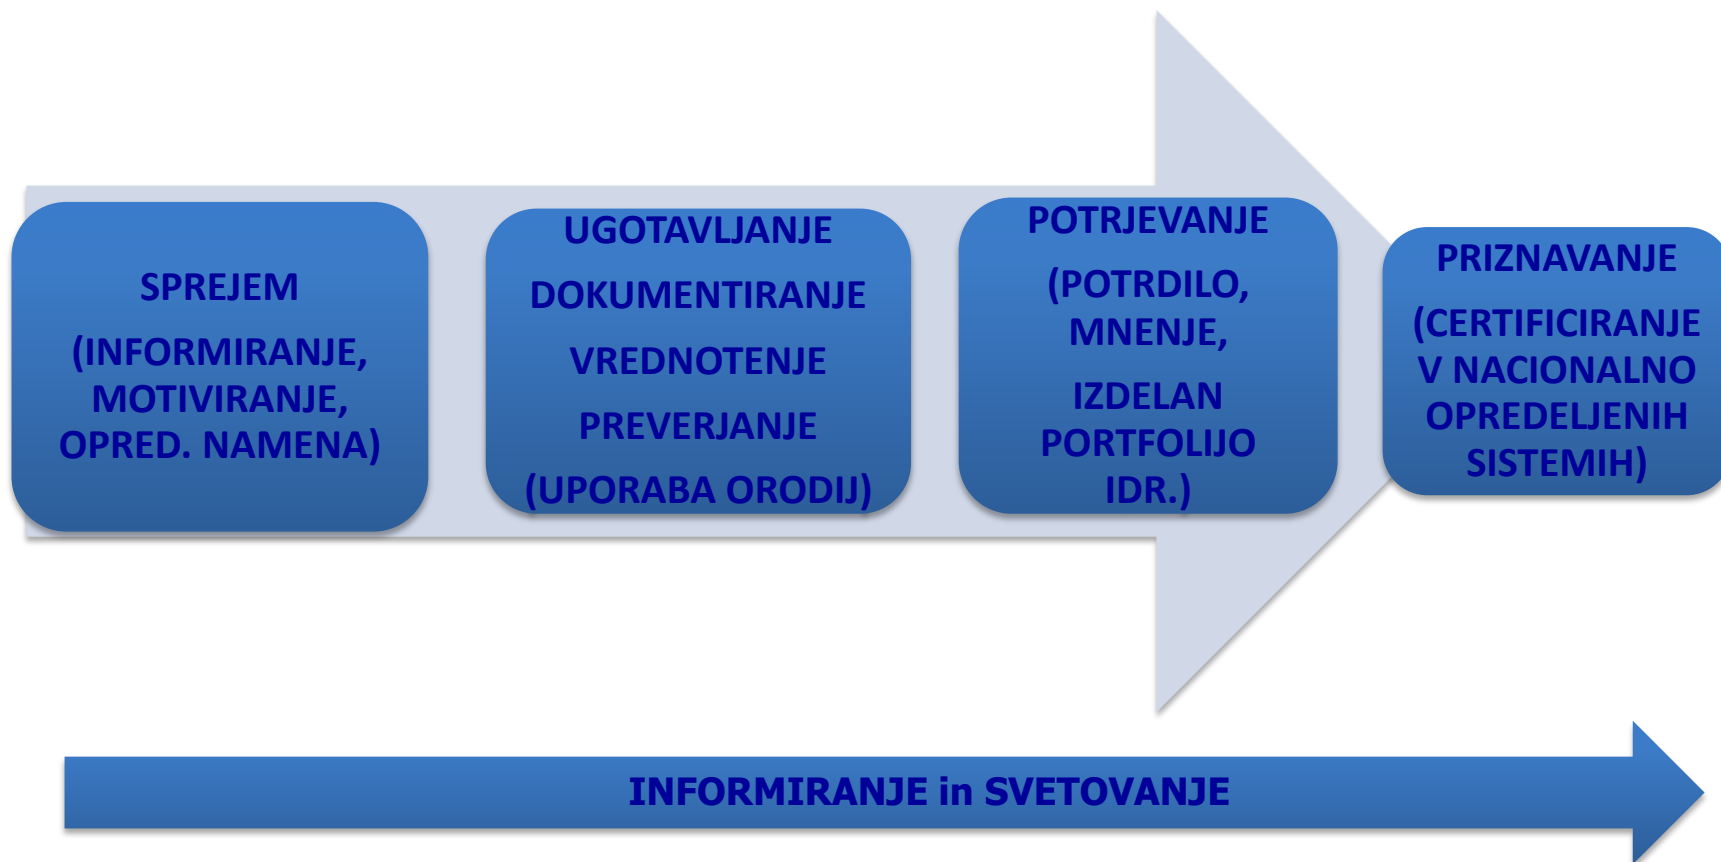 SPREJEM
(INFORMIRANJE,
MOTIVIRANJE,
OPRED. NAMENA)
UGOTAVLJANJE
DOKUMENTIRANJE
VREDNOTENJE
PREVERJANJE
(UPORABA ORODIJ)
POTRJEVANJE
(POTRDILO,
MNENJE,
IZDELAN
PORTFOLIJO
IDR.)
PRIZNAVANJE
(CERTIFICIRANJE
V NACIONALNO
OPREDELJENIH
SISTEMIH)
INFORMIRANJE in SVETOVANJE